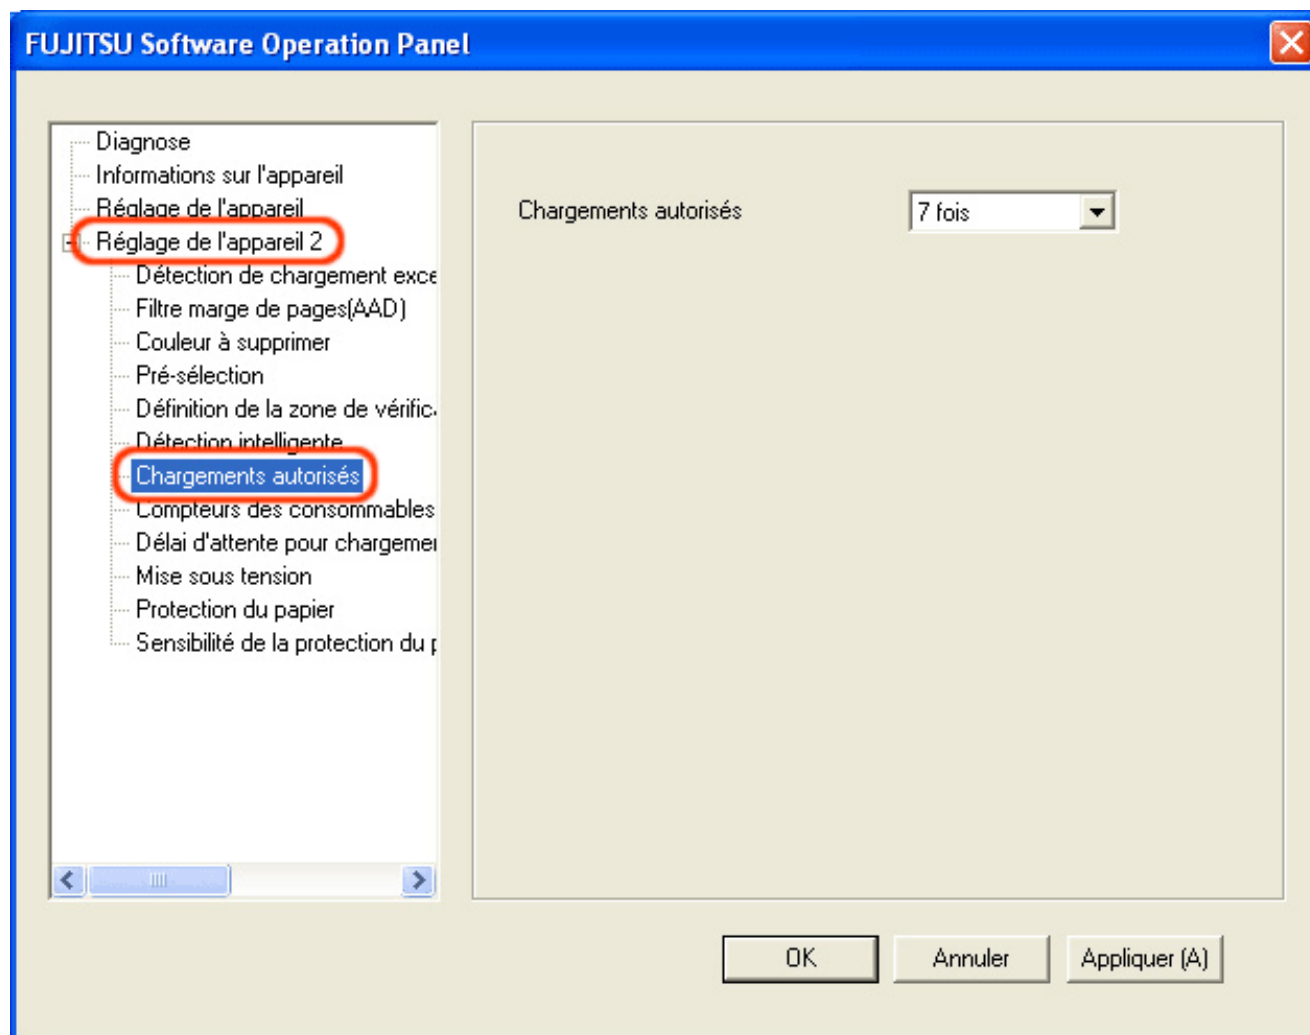 FUJITSU Software Operation Panel
Diagnose
Informations sur l'appareil
Réglage de l'appareil
Réglage de l'appareil 2
Détection de chargement exce
Filtre marge de pages(AAD)
Couleur à supprimer
Pré-sélection
Définition de la zone de vérific
Détection intelligente
Chargements autorisés
Compteurs des consommables
Délai d'attente pour chargemer
Mise sous tension
Protection du papier
Sensibilité de la protection du p
Chargements autorisés
7 fois
OK
Annuler
Appliquer (A)